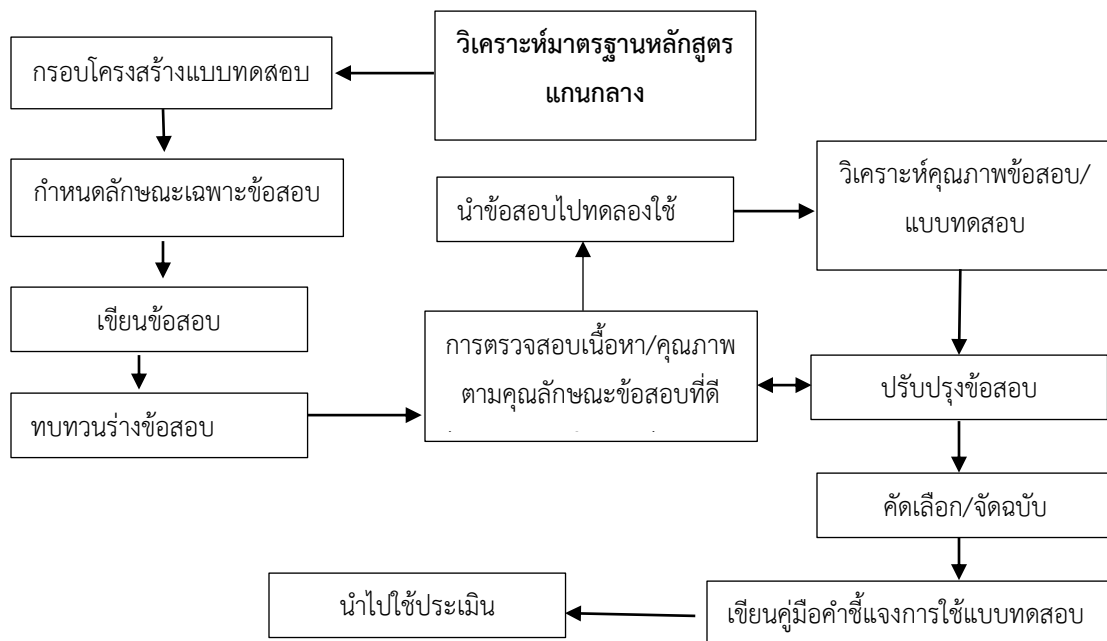 วิเคราะห์มาตรฐานหลักสูตร
แกนกลาง
กรอบโครงสร้างแบบทดสอบ
กำหนดลักษณะเฉพาะข้อสอบ
เขียนข้อสอบ
ทบทวนร่างข้อสอบ
การตรวจสอบเนื้อหา/คุณภาพ
ตามคุณลักษณะข้อสอบที่ดี
นำข้อสอบไปทดลองใช้
วิเคราะห์คุณภาพข้อสอบ/
แบบทดสอบ
ปรับปรุงข้อสอบ
คัดเลือก/จัดฉบับ
เขียนคู่มือคำชี้แจงการใช้แบบทดสอบ
นำไปใช้ประเมิน